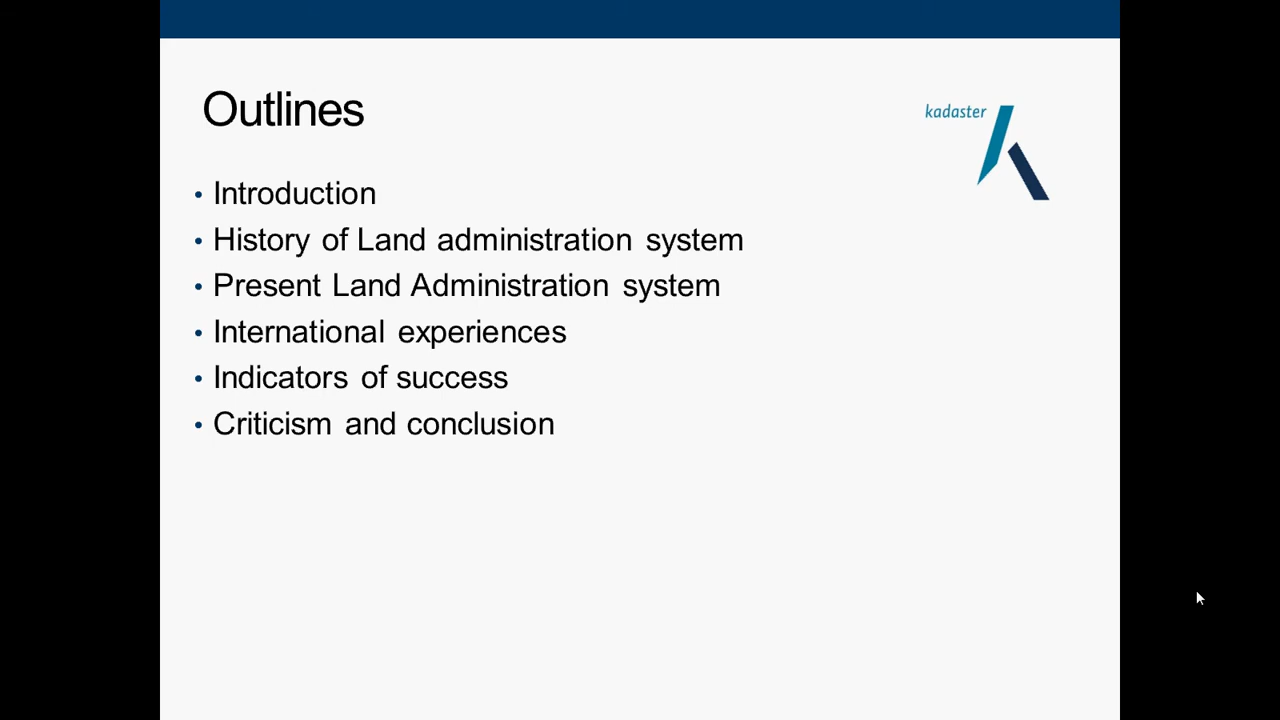 Outlines
kadaster
• Introduction
• History of Land administration system
• Present Land Administration system
• International experiences
• Indicators of success
• Criticism and conclusion